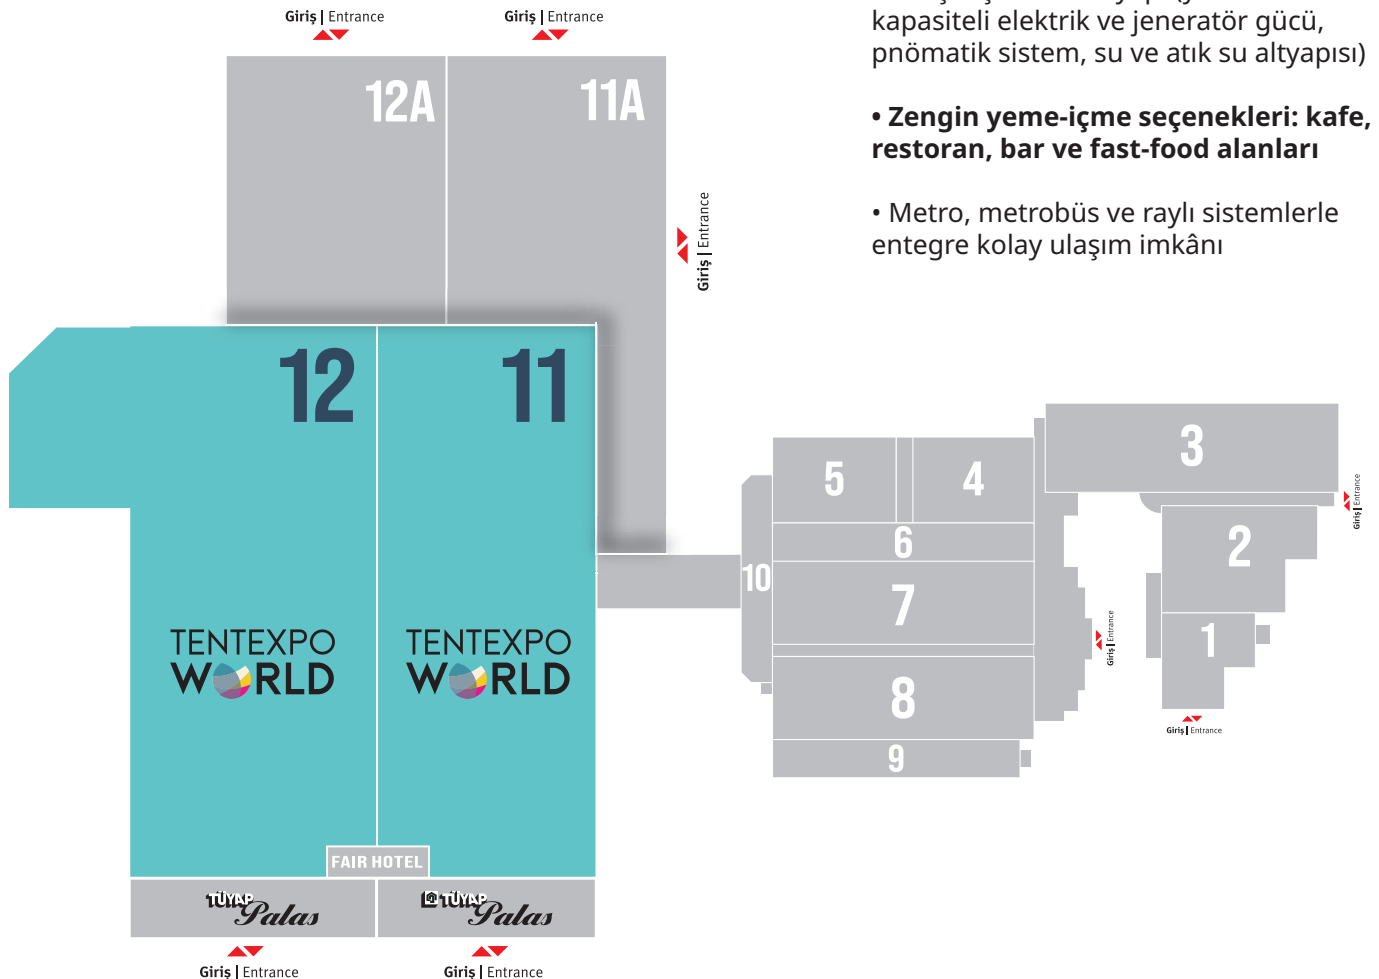 Giriş | Entrance
Giriş | Entrance
kapasiteli elektrik ve jeneratör gücü,
pnömatik sistem, su ve atık su altyapısı)
• Zengin yeme-içme seçenekleri: kafe,
restoran, bar ve fast-food alanları
• Metro, metrobüs ve raylı sistemlerle
entegre kolay ulaşım imkânı
12A
11A
Giriş | Entrance
12
11
3
5
4
Giriş | Entrance
2
6
10
7
1
Giriş | Entrance
TENTEXPO
WORLD
TENTEXPO
WORLD
8
Giriş | Entrance
9
FAIR HOTEL
TÜYAP
Palas
TÜYAP
Palas
Giriş | Entrance
Giriş | Entrance